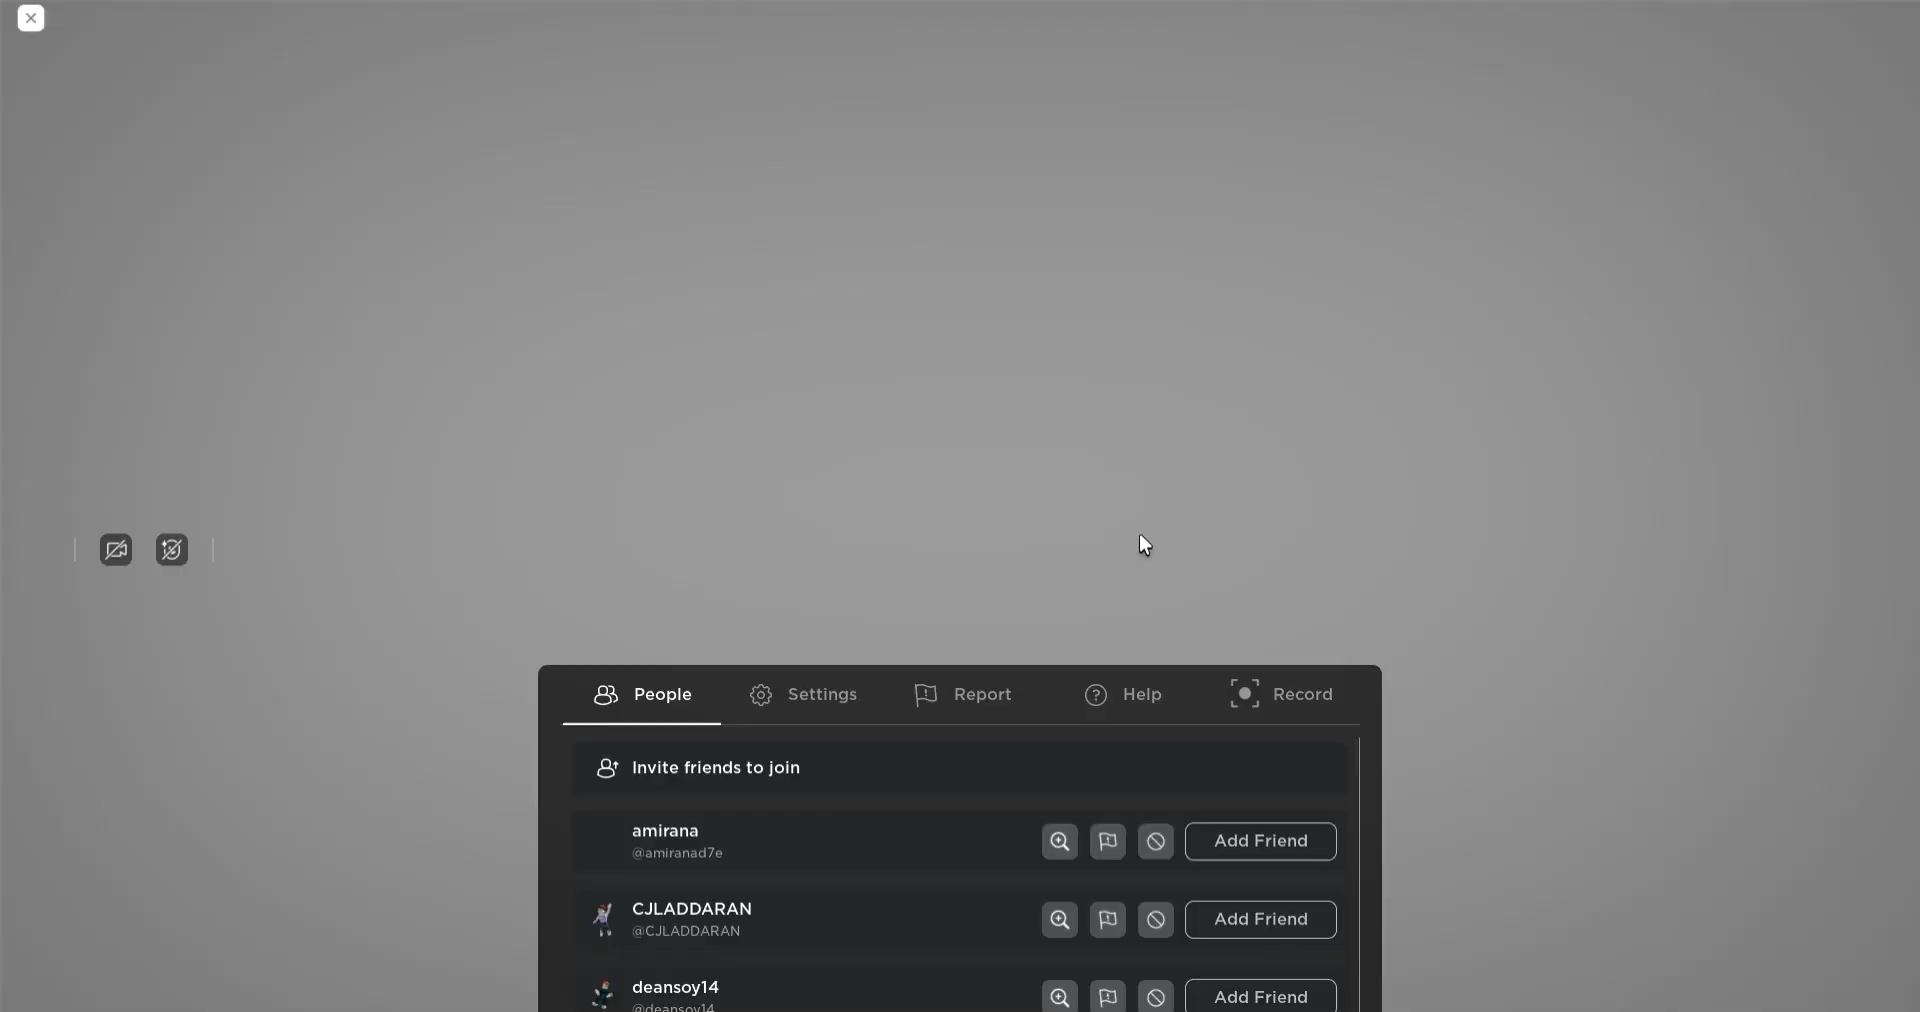 People
Settings
Report
Help
Record
Invite friends to join
amirana
@amiranad7e
Add Friend
CJLADDARAN
@CJLADDARAN
Add Friend
deansoy14
@deansoy14
Add Friend